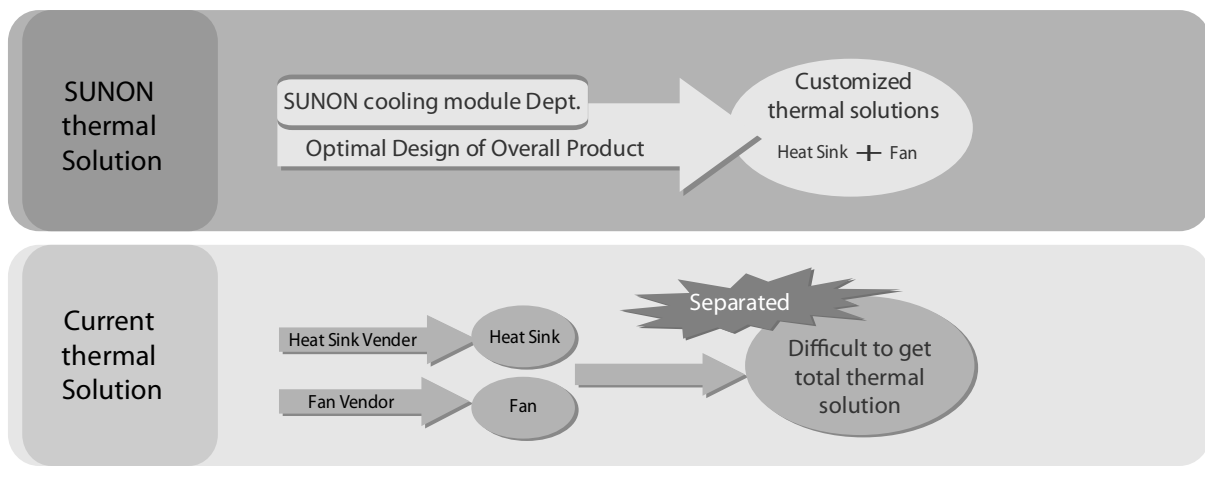 SUNON
thermal
Solution
SUNON cooling module Dept.
Optimal Design of Overall Product
Customized
thermal solutions
Heat Sink + Fan
Current
thermal
Solution
Heat Sink Vender
Heat Sink
Fan Vendor
Fan
Separated
Difficult to get
total thermal
solution